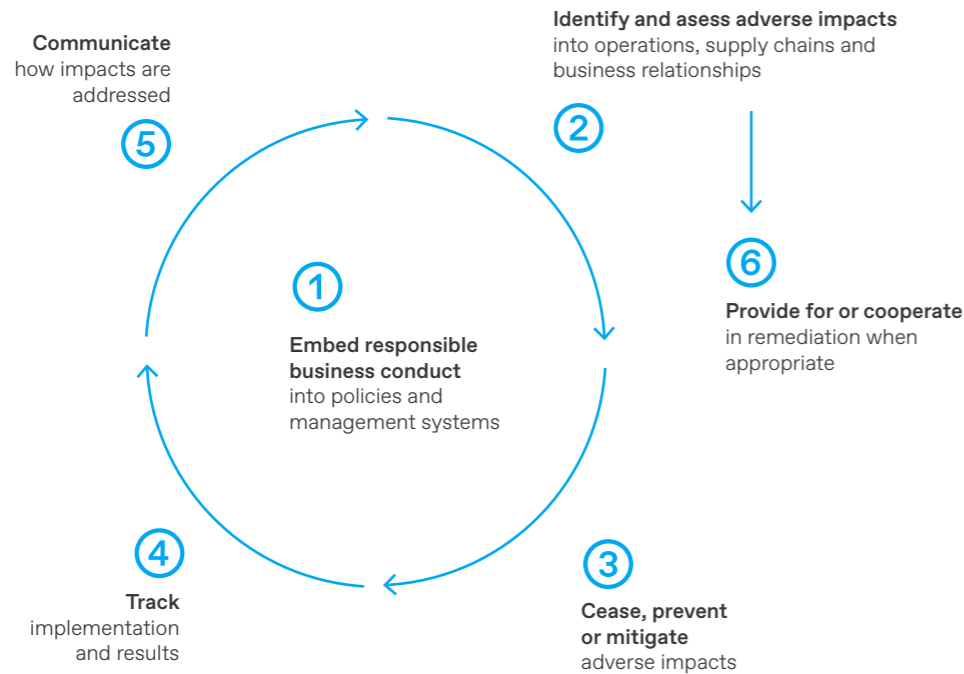 1
Embed responsible
business conduct
into policies and
management systems
2
Identify and asess adverse impacts
into operations, supply chains and
business relationships
3
Cease, prevent
or mitigate
adverse impacts
4
Track
implementation
and results
5
Communicate
how impacts are
addressed
6
Provide for or cooperate
in remediation when
appropriate